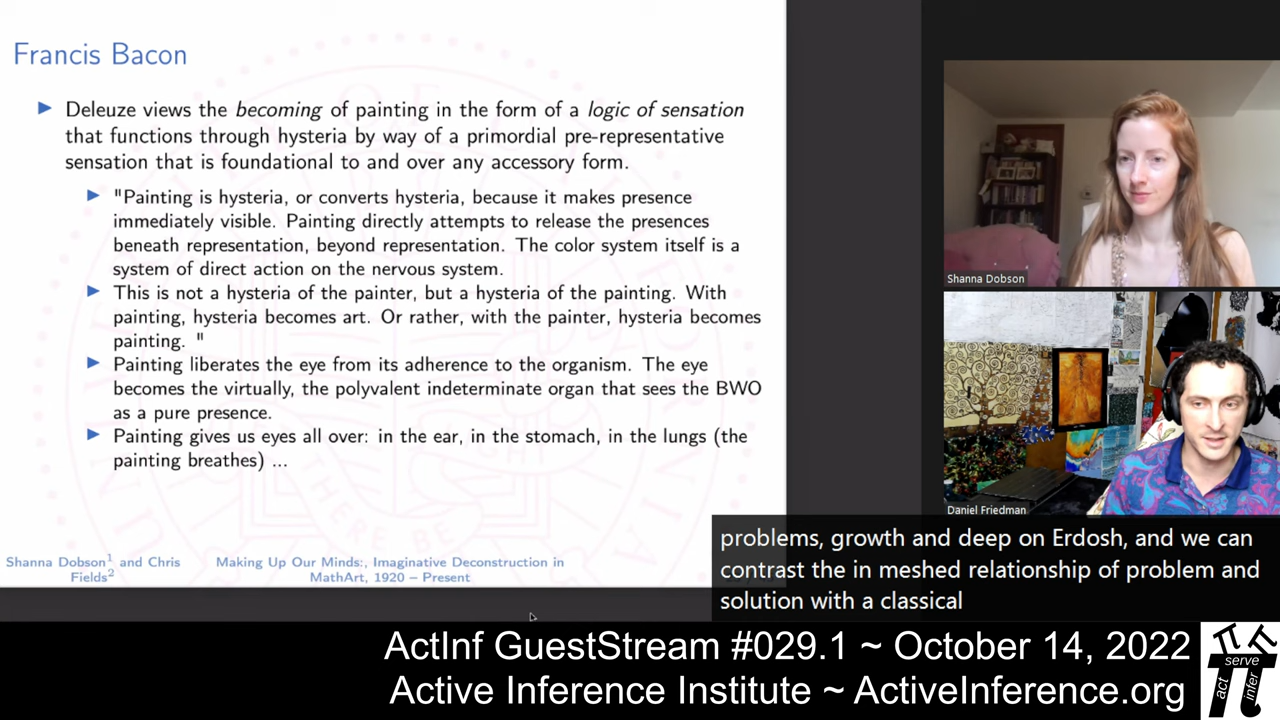 Francis Bacon
Deleuze views the becoming of painting in the form of a logic of sensation
that functions through hysteria by way of a primordial pre-representative
sensation that is foundational to and over any accessory form.
"Painting is hysteria, or converts hysteria, because it makes presence
immediately visible. Painting directly attempts to release the presences
beneath representation, beyond representation. The color system itself is a
system of direct action on the nervous system.
This is not a hysteria of the painter, but a hysteria of the painting. With
painting, hysteria becomes art. Or rather, with the painter, hysteria becomes
painting. "
Painting liberates the eye from its adherence to the organism. The eye
becomes the virtually, the polyvalent indeterminate organ that sees the BWO
as a pure presence.
Painting gives us eyes all over: in the ear, in the stomach, in the lungs (the
painting breathes) ...
Shanna Dobson1 and Chris
Fields2
Making Up Our Minds:, Imaginative Deconstruction in
MathArt, 1920 – Present
Shanna Dobson
Daniel Friedman
problems, growth and deep on Erdosh, and we can
contrast the in meshed relationship of problem and
solution with a classical
ActInf GuestStream #029.1 ~ October 14, 2022
Active Inference Institute ~ ActiveInference.org
serve
act
infer